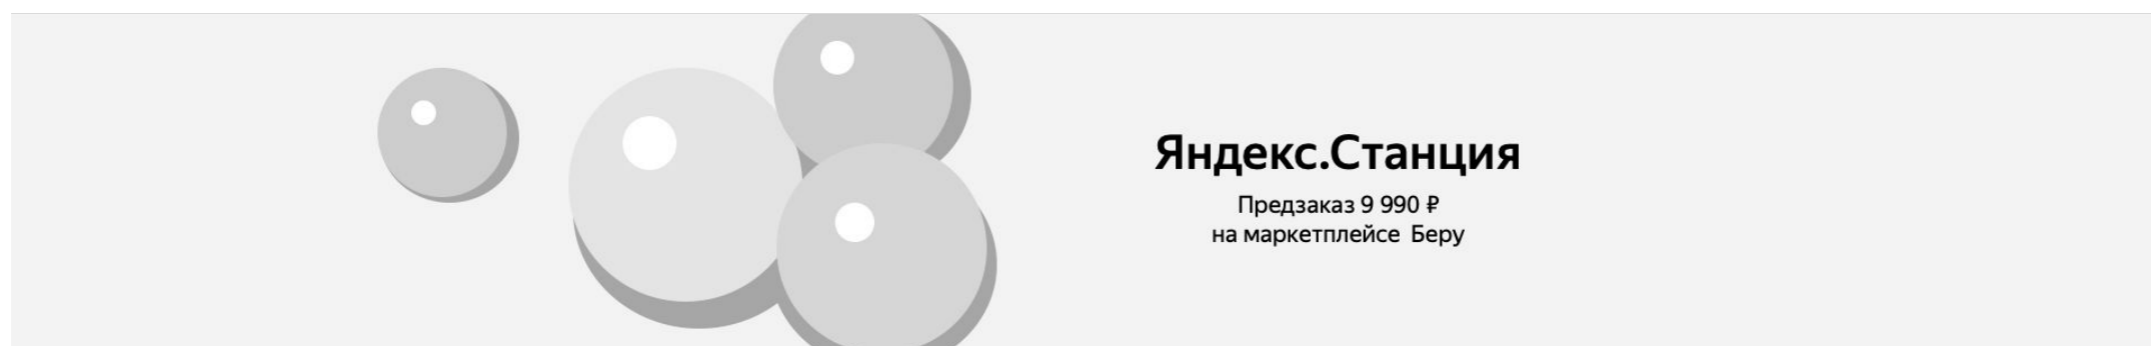 Яндекс.Станция
Предзаказ 9 990 ₽
на маркетплейсе Беру